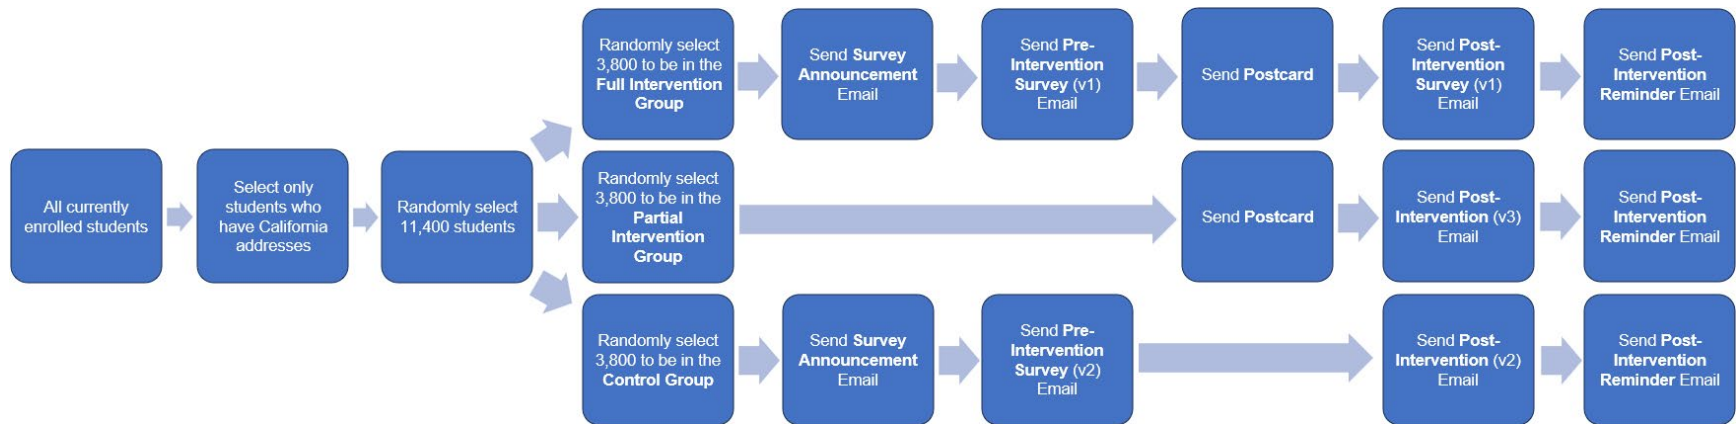 All currently
enrolled students
Select only
students who
have California
addresses
Randomly select
11,400 students
Randomly select
3,800 to be in the
Full Intervention
Group
Send Survey
Announcement
Email
Send Pre-
Intervention
Survey (v1)
Email
Send Postcard
Send Post-
Intervention
Survey (v1)
Email
Send Post-
Intervention
Reminder Email
Randomly select
3,800 to be in the
Partial
Intervention
Group
Send Postcard
Send Post-
Intervention (v3)
Email
Send Post-
Intervention
Reminder Email
Randomly select
3,800 to be in the
Control Group
Send Survey
Announcement
Email
Send Pre-
Intervention
Survey (v2)
Email
Send Post-
Intervention (v2)
Email
Send Post-
Intervention
Reminder Email